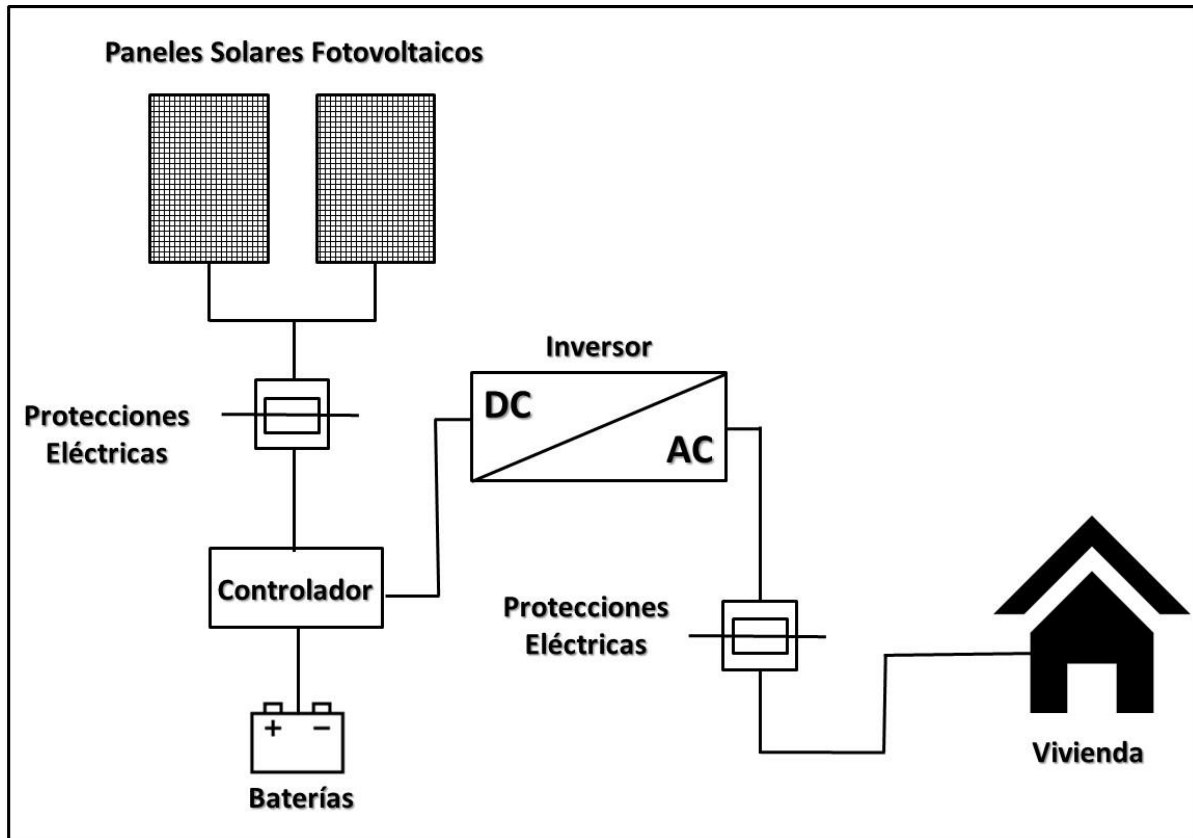 Paneles Solares Fotovoltaicos
Inversor
DC
AC
Protecciones
Eléctricas
Controlador
Protecciones
Eléctricas
+ −
Baterías
Vivienda